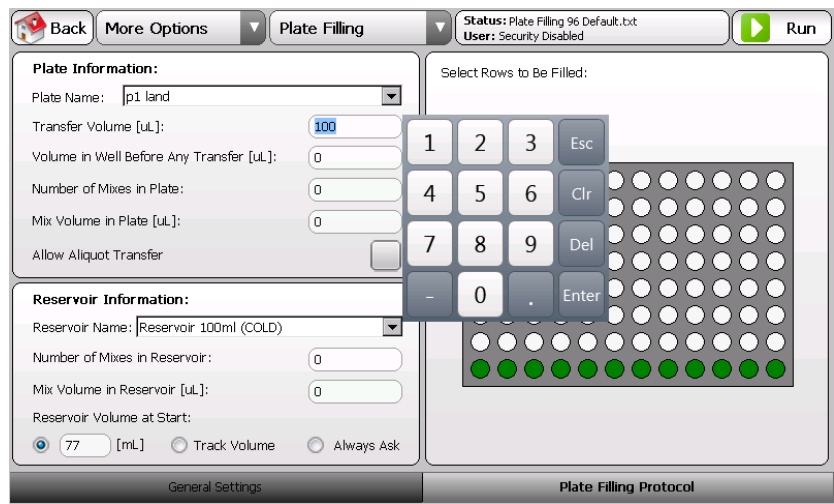 Back
More Options
Plate Filling
Status: Plate Filling 96 Default.txt
User: Security Disabled
Run
Plate Information:
Plate Name: p1 land
Transfer Volume [uL]: 100
Volume in Well Before Any Transfer [uL]: 0
Number of Mixes in Plate: 0
Mix Volume in Plate [uL]: 0
Allow Aliquot Transfer
Reservoir Information:
Reservoir Name: Reservoir 100ml (COLD)
Number of Mixes in Reservoir: 0
Mix Volume in Reservoir [uL]: 0
Reservoir Volume at Start:
77 [mL] Track Volume Always Ask
Select Rows to Be Filled:
1 2 3 Esc
4 5 6 Clr
7 8 9 Del
- 0 . Enter
General Settings
Plate Filling Protocol